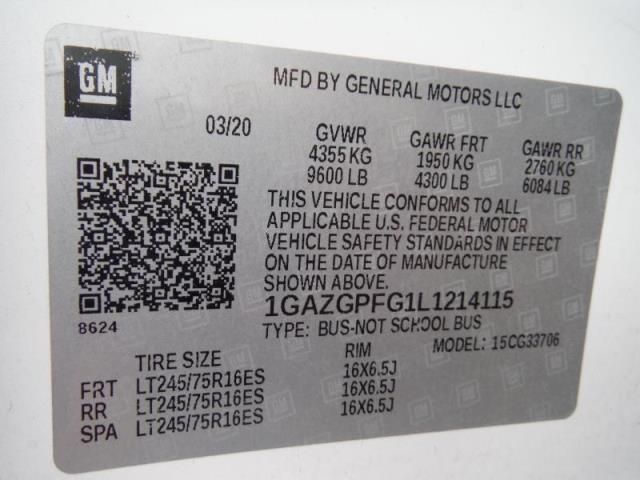 GM
MFD BY GENERAL MOTORS LLC
03/20 GVWR GAWR FRT GAWR RR
4355 KG 1950 KG 2760 KG
9600 LB 4300 LB 6084 LB
THIS VEHICLE CONFORMS TO ALL
APPLICABLE U.S. FEDERAL MOTOR
VEHICLE SAFETY STANDARDS IN EFFECT
ON THE DATE OF MANUFACTURE
SHOWN ABOVE.
1GAZGPFG1L1214115
8624
TYPE: BUS-NOT SCHOOL BUS
MODEL: 15CG33706
TIRE SIZE RIM
FRT LT245/75R16ES 16X6.5J
RR LT245/75R16ES 16X6.5J
SPA LT245/75R16ES 16X6.5J